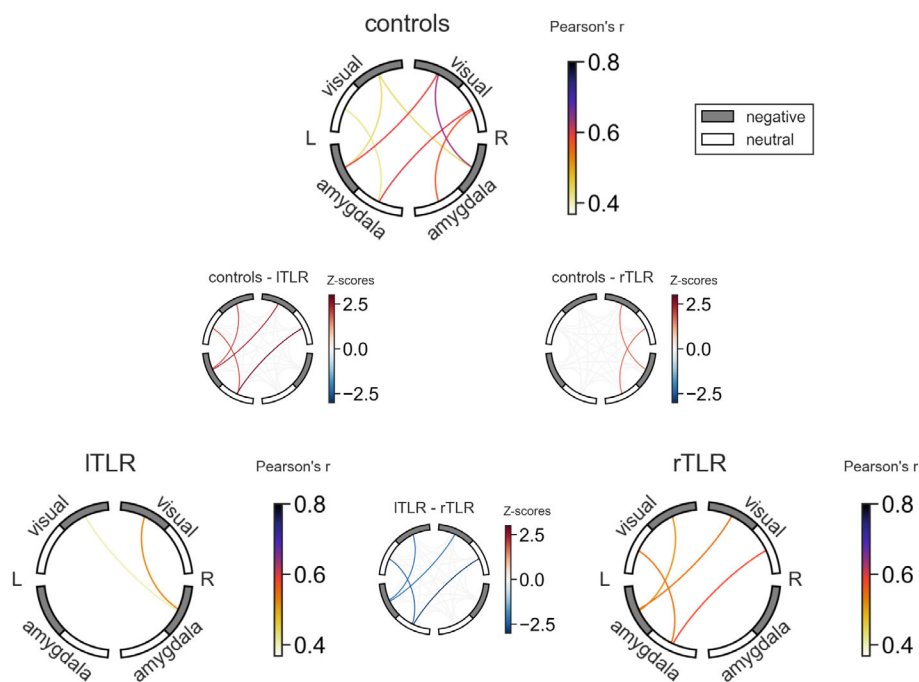 controls
Pearson's r
visual
visual
0.8
0.6
0.4
negative
neutral
L
R
amygdala
amygdala
controls - lTLR
Z-scores
2.5
0.0
−2.5
controls - rTLR
Z-scores
2.5
0.0
−2.5
lTLR
Pearson's r
visual
visual
0.8
0.6
0.4
L
R
amygdala
amygdala
lTLR - rTLR
Z-scores
2.5
0.0
−2.5
rTLR
Pearson's r
visual
visual
0.8
0.6
0.4
L
R
amygdala
amygdala